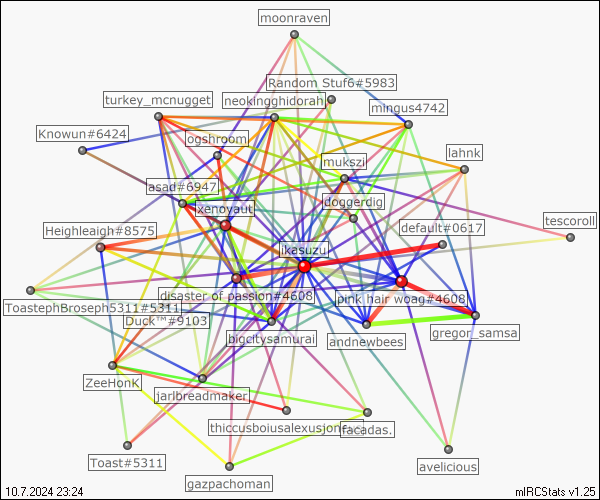 moonraven
Random Stuf6#5983
turkey_mcnugget
neokingghidorah
mingus4742
Knowun#6424
ogshroom
mukszi
lahnk
asad#6947
jdoggerdig
xenoyaut
default#0617
tescoroll
Heighleaigh#8575
ikasuzu
disaster of passion#4608
pink hair woag#4608
ToastephBroseph5311#5311
Duck™#9103
bigcitysamurai
andnewbees
gregor_samsa
ZeeHonK
jarlbreadmaker
thiccusboiusalexusjon
facadas.
Toast#5311
avelicious
gazpachoman
10.7.2024 23:24
mIRCStats v1.25